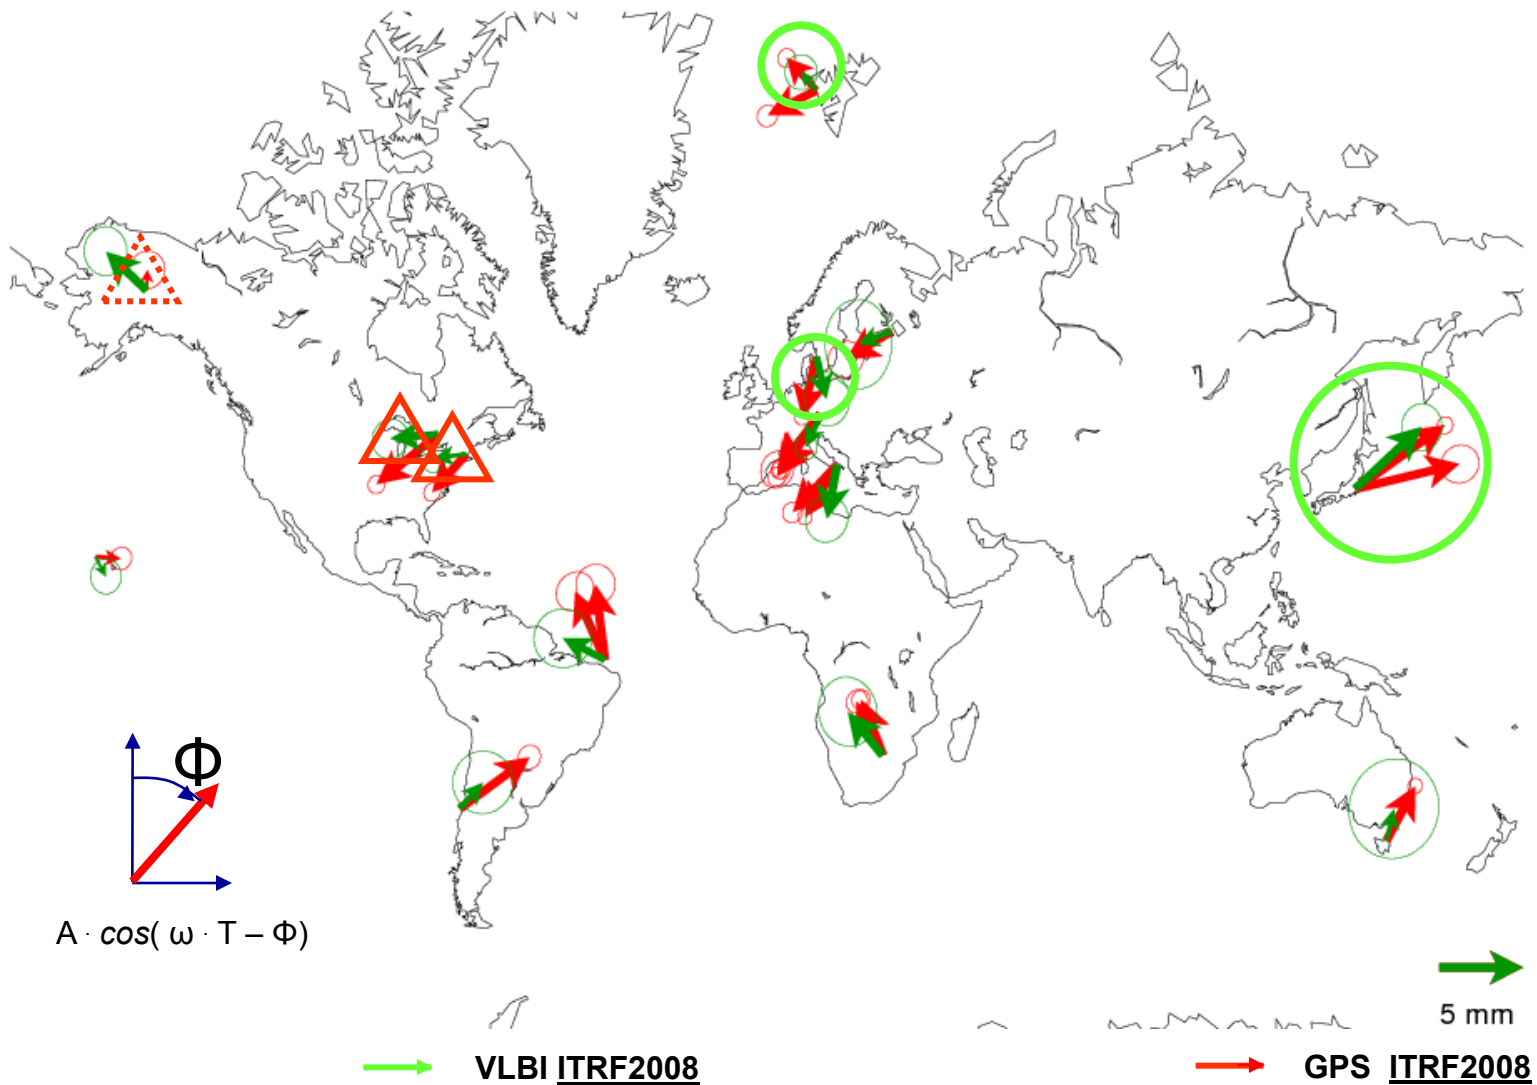 Φ
A · cos( ω · T – Φ)
5 mm
VLBI ITRF2008
GPS ITRF2008